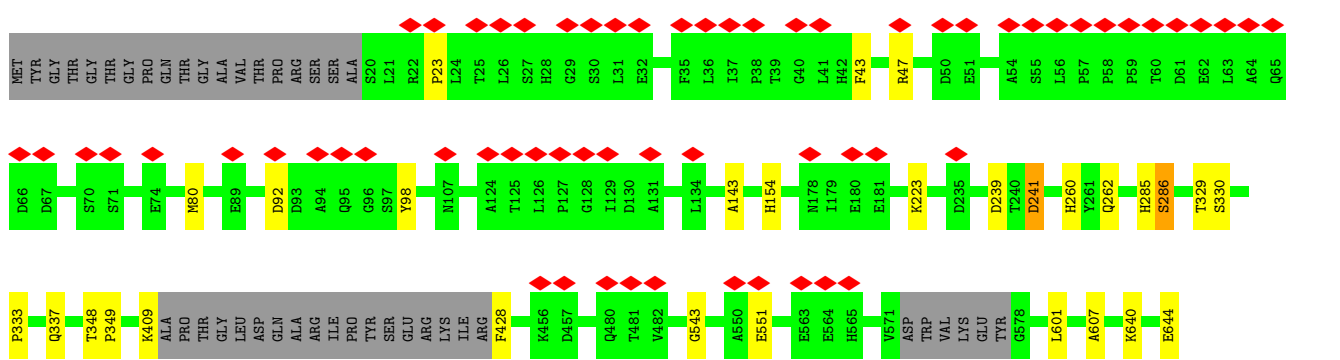 MET TYR GLY THR GLY THR GLY PRO GLN THR GLY ALA VAL THR PRO ARG SER SER ALA S20 L21 R22 P23 L24 T25 L26 S27 H28 G29 S30 L31 E32 F35 L36 I37 P38 T39 G40 L41 H42 F43 R47 D50 E51 A54 S55 L56 P57 P58 P59 T60 D61 E62 L63 A64 Q65
D66 D67 S70 S71 E74 M80 E89 D92 D93 A94 Q95 G96 S97 Y98 N107 A124 T125 L126 P127 G128 I129 D130 A131 L134 A143 H154 N178 I179 E180 E181 K223 D235 D239 T240 D241 H260 Y261 Q262 H285 S286 T329 S330
P333 Q337 T348 P349 K409 ALA PRO THR GLY LEU ASP GLN ALA ARG ILE PRO TYR SER GLU ARG LYS ILE ARG F428 K456 D457 Q480 T481 V482 G543 A550 E551 E563 E564 H565 V571 ASP TRP VAL LYS GLU TYR G578 L601 A607 K640 E644